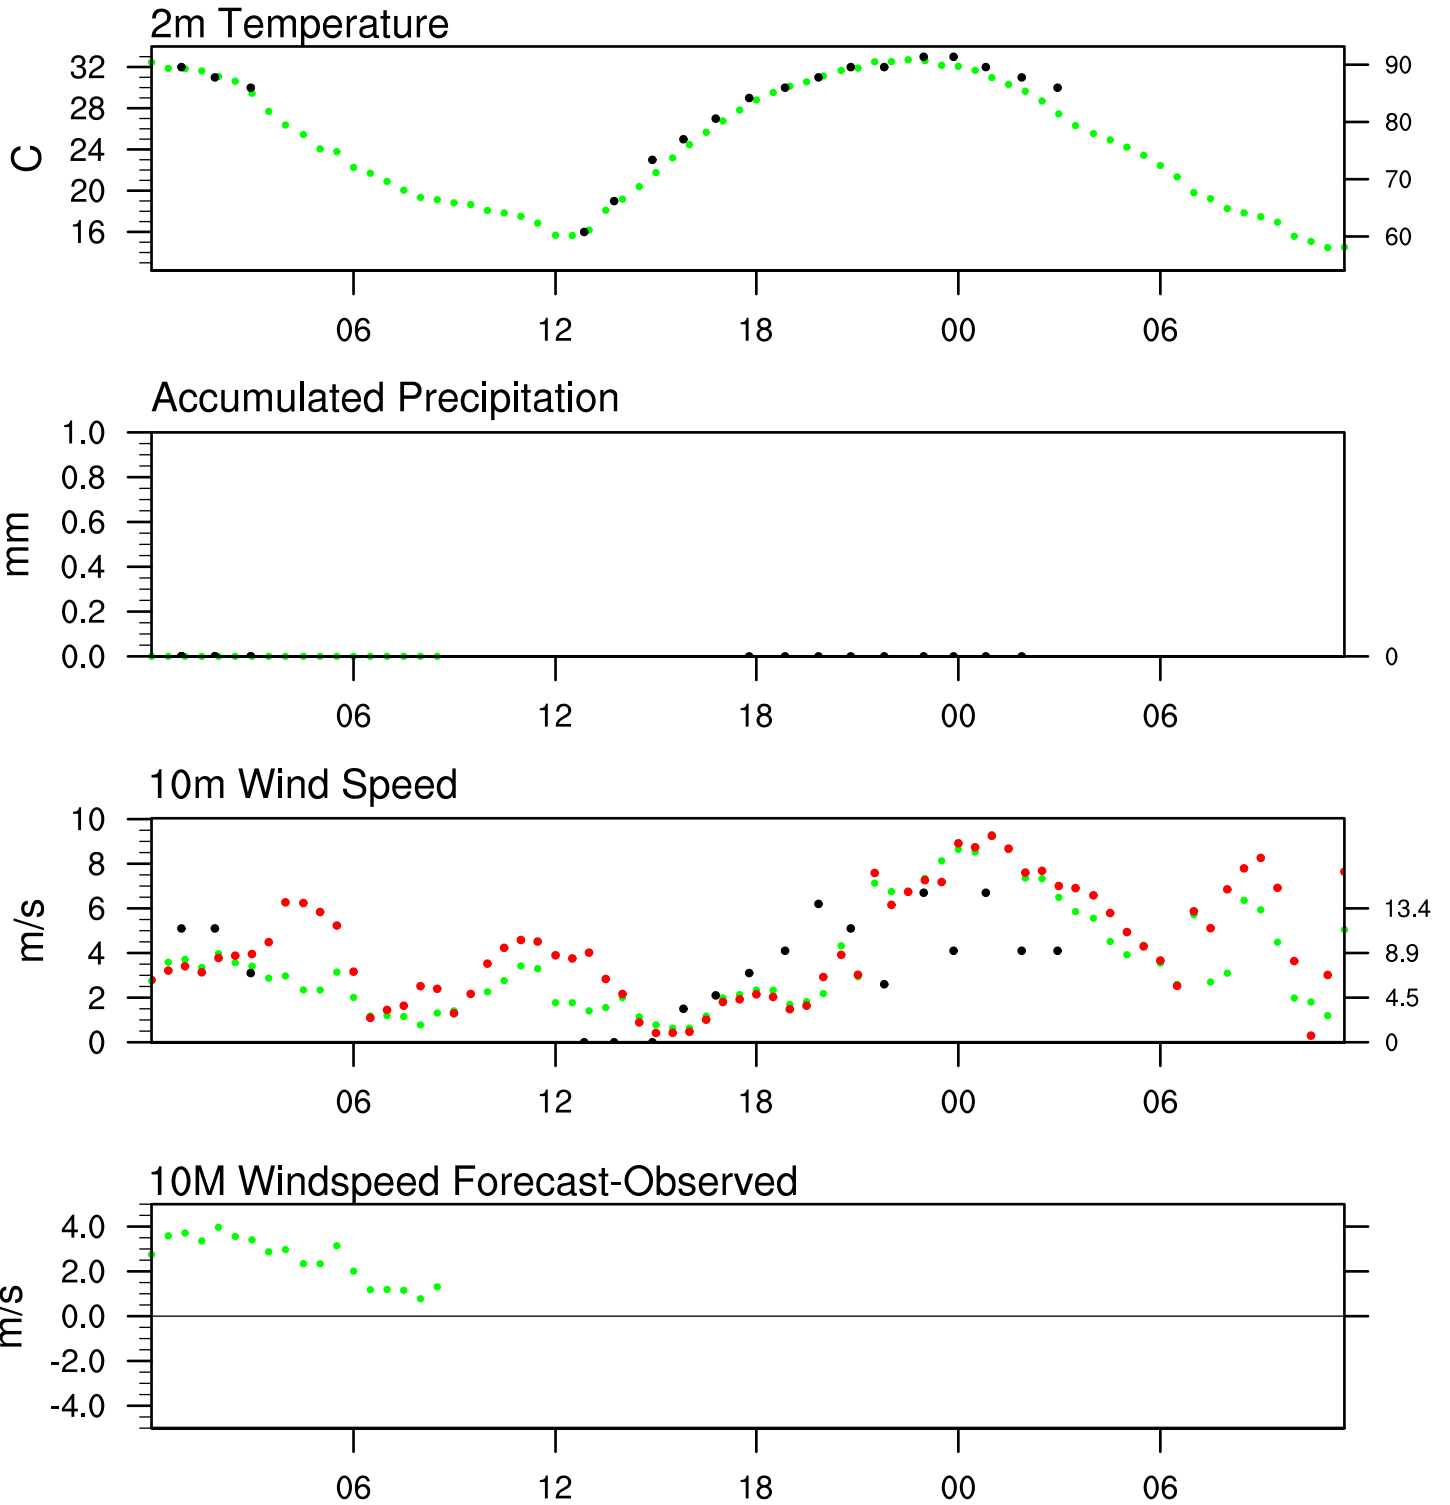 2m Temperature
C
32
28
24
20
16
90
80
70
60
06 12 18 00 06
Accumulated Precipitation
mm
1.0
0.8
0.6
0.4
0.2
0.0
0
06 12 18 00 06
10m Wind Speed
m/s
10
8
6
4
2
0
13.4
8.9
4.5
0
06 12 18 00 06
10M Windspeed Forecast-Observed
m/s
4.0
2.0
0.0
-2.0
-4.0
06 12 18 00 06